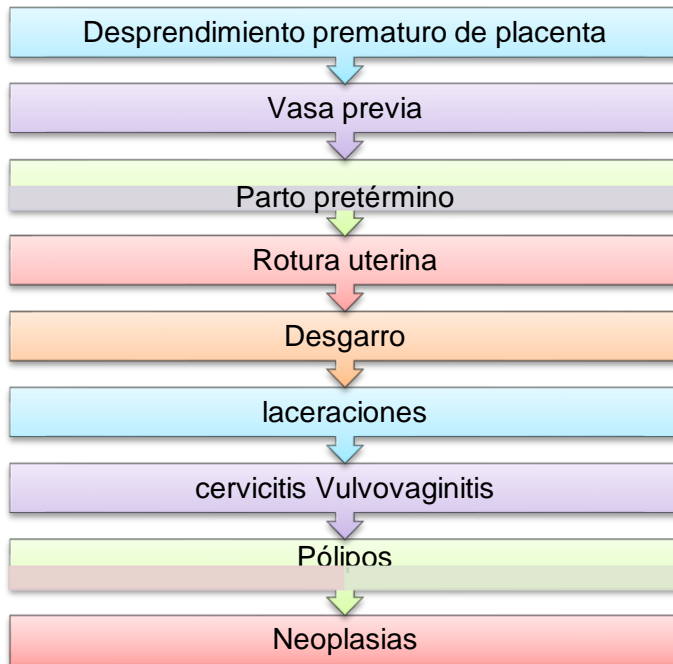 Desprendimiento prematuro de placenta
Vasa previa
Parto pretérmino
Rotura uterina
Desgarro
laceraciones
cervicitis Vulvovaginitis
Pólipos
Neoplasias